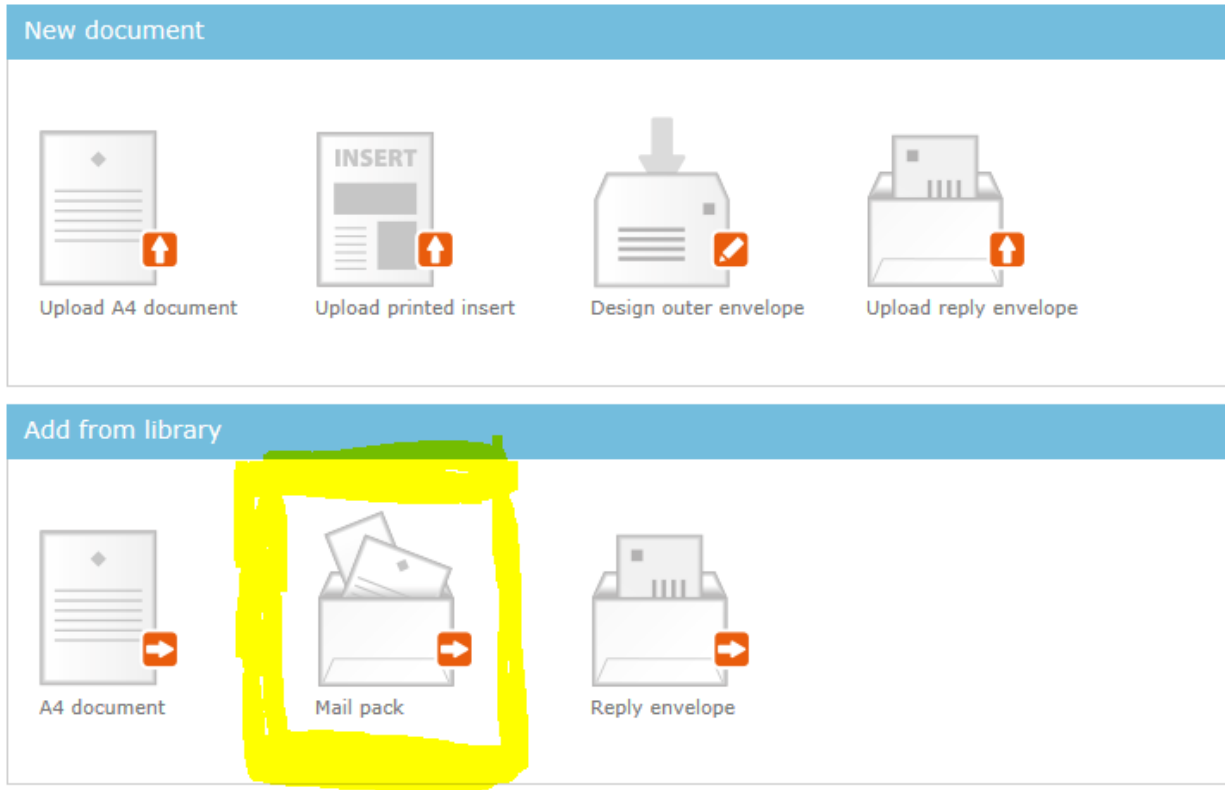 New document
INSERT
Upload A4 document
Upload printed insert
Design outer envelope
Upload reply envelope
Add from library
A4 document
Mail pack
Reply envelope